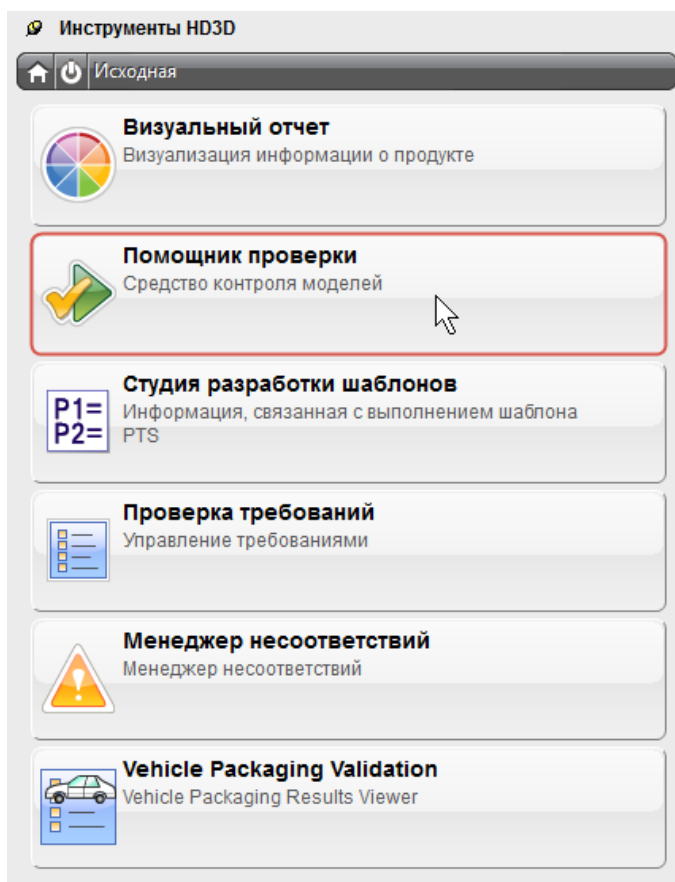 Инструменты HD3D
Исходная
Визуальный отчет
Визуализация информации о продукте
Помощник проверки
Средство контроля моделей
Студия разработки шаблонов
P1=
P2=
Информация, связанная с выполнением шаблона
PTS
Проверка требований
Управление требованиями
Менеджер несоответствий
Менеджер несоответствий
Vehicle Packaging Validation
Vehicle Packaging Results Viewer